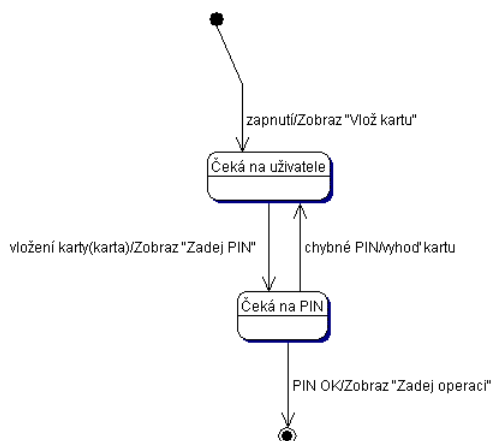 zapnutí/Zobraz "Vlož kartu"
Čeká na uživatele
vložení karty(karta)/Zobraz "Zadej PIN"
chybné PIN/vyhoď kartu
Čeká na PIN
PIN OK/Zobraz "Zadej operaci"